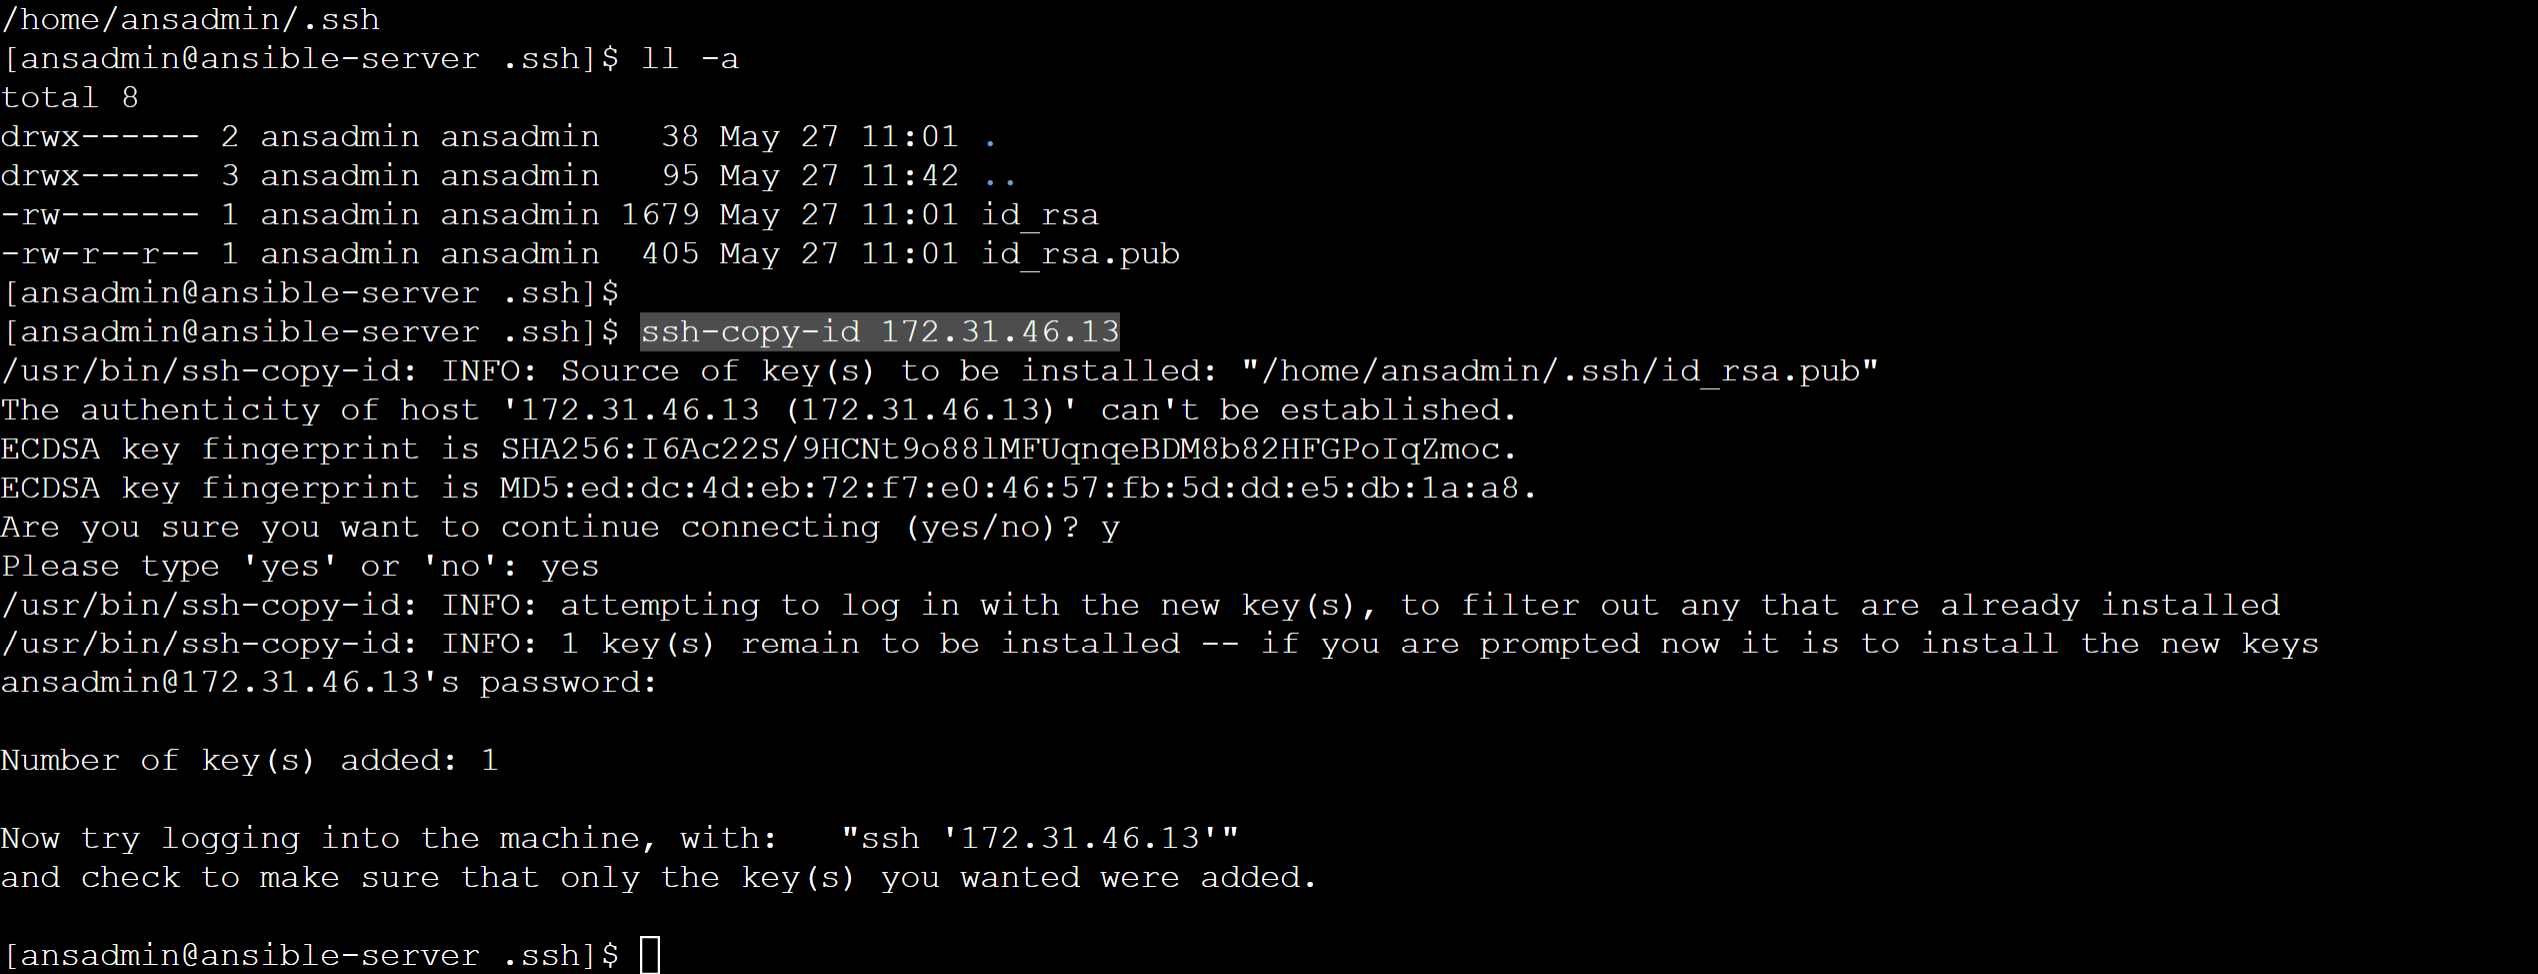 /home/ansadmin/.ssh
[ansadmin@ansible-server .ssh]$ ll -a
total 8
drwx------ 2 ansadmin ansadmin   38 May 27 11:01 .
drwx------ 3 ansadmin ansadmin   95 May 27 11:42 ..
-rw------- 1 ansadmin ansadmin 1679 May 27 11:01 id_rsa
-rw-r--r-- 1 ansadmin ansadmin  405 May 27 11:01 id_rsa.pub
[ansadmin@ansible-server .ssh]$
[ansadmin@ansible-server .ssh]$ ssh-copy-id 172.31.46.13
/usr/bin/ssh-copy-id: INFO: Source of key(s) to be installed: "/home/ansadmin/.ssh/id_rsa.pub"
The authenticity of host '172.31.46.13 (172.31.46.13)' can't be established.
ECDSA key fingerprint is SHA256:I6Ac22S/9HCNt9o88lMFUqnqeBDM8b82HFGPoIqZmoc.
ECDSA key fingerprint is MD5:ed:dc:4d:eb:72:f7:e0:46:57:fb:5d:dd:e5:db:1a:a8.
Are you sure you want to continue connecting (yes/no)? y
Please type 'yes' or 'no': yes
/usr/bin/ssh-copy-id: INFO: attempting to log in with the new key(s), to filter out any that are already installed
/usr/bin/ssh-copy-id: INFO: 1 key(s) remain to be installed -- if you are prompted now it is to install the new keys
ansadmin@172.31.46.13's password:

Number of key(s) added: 1

Now try logging into the machine, with:   "ssh '172.31.46.13'"
and check to make sure that only the key(s) you wanted were added.

[ansadmin@ansible-server .ssh]$